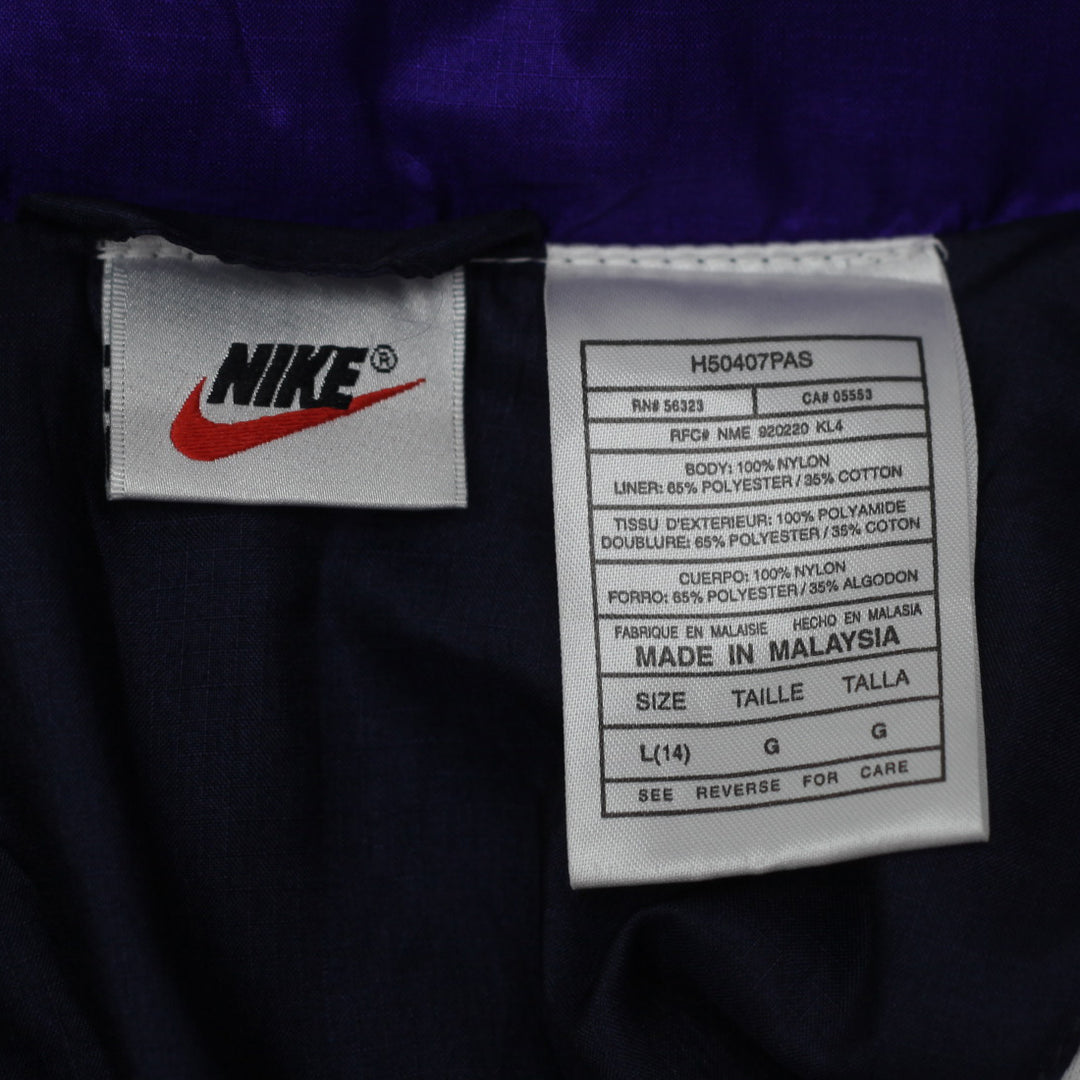 NIKE®
H50407PAS
RN# 56323 CA# 05553
RFC# NME 920220 KL4
BODY: 100% NYLON
LINER: 65% POLYESTER / 35% COTTON
TISSU D'EXTERIEUR: 100% POLYAMIDE
DOUBLURE: 65% POLYESTER / 35% COTON
CUERPO: 100% NYLON
FORRO: 65% POLYESTER / 35% ALGODON
FABRIQUE EN MALAISIE HECHO EN MALASIA
MADE IN MALAYSIA
SIZE TAILLE TALLA
L(14) G G
SEE REVERSE FOR CARE